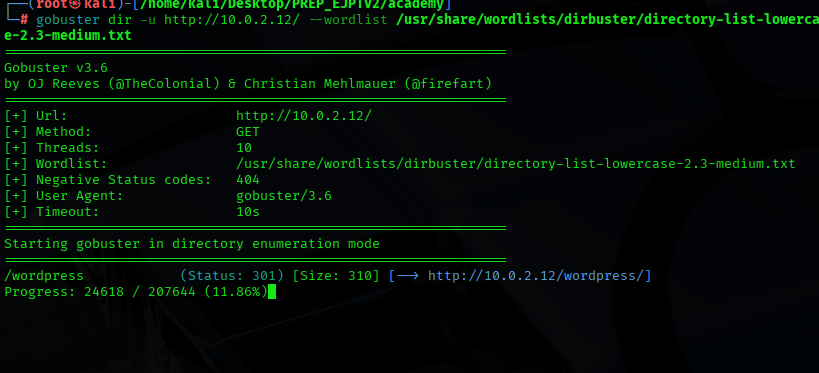 ┌──(root㉿kali)-[/home/kali/Desktop/PREP_EJPTV2/academy]
└─# gobuster dir -u http://10.0.2.12/ --wordlist /usr/share/wordlists/dirbuster/directory-list-lowerca
e-2.3-medium.txt
===============================================================
Gobuster v3.6
by OJ Reeves (@TheColonial) & Christian Mehlmauer (@firefart)
===============================================================
[+] Url:                     http://10.0.2.12/
[+] Method:                  GET
[+] Threads:                 10
[+] Wordlist:                /usr/share/wordlists/dirbuster/directory-list-lowercase-2.3-medium.txt
[+] Negative Status codes:   404
[+] User Agent:              gobuster/3.6
[+] Timeout:                 10s
===============================================================
Starting gobuster in directory enumeration mode
===============================================================
/wordpress            (Status: 301) [Size: 310] [--> http://10.0.2.12/wordpress/]
Progress: 24618 / 207644 (11.86%)